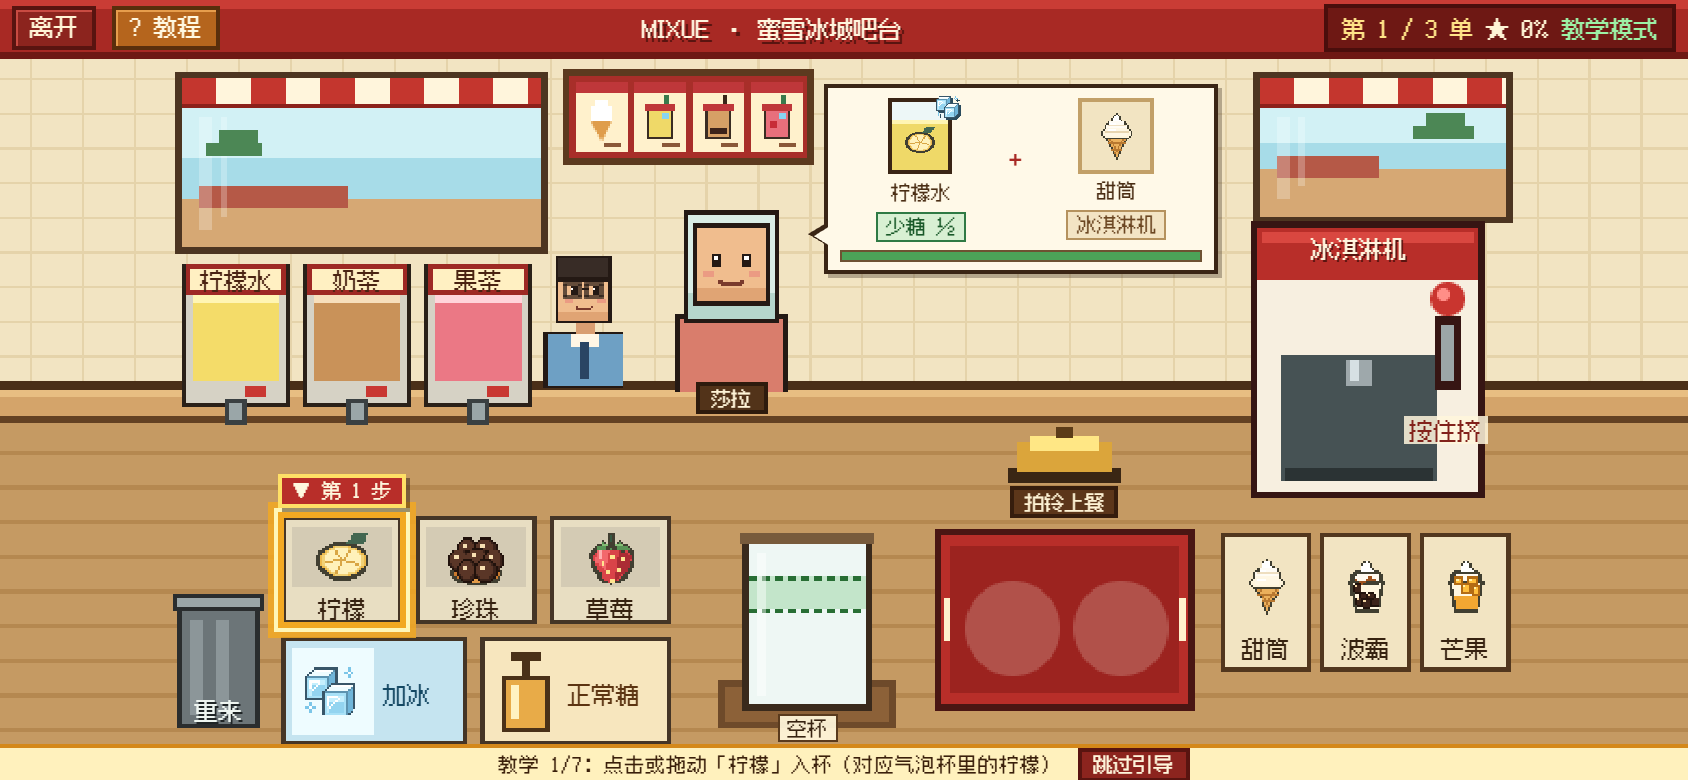 离开
? 教程
MIXUE · 蜜雪冰城吧台
第 1 / 3 单 ★ 0% 教学模式
柠檬水
+
甜筒
少糖 ½
冰淇淋机
柠檬水
奶茶
果茶
莎拉
冰淇淋机
按住挤
拍铃上餐
▼ 第 1 步
柠檬
珍珠
草莓
加冰
正常糖
重来
空杯
甜筒
波霸
芒果
教学 1/7: 点击或拖动「柠檬」入杯（对应气泡杯里的柠檬）
跳过引导